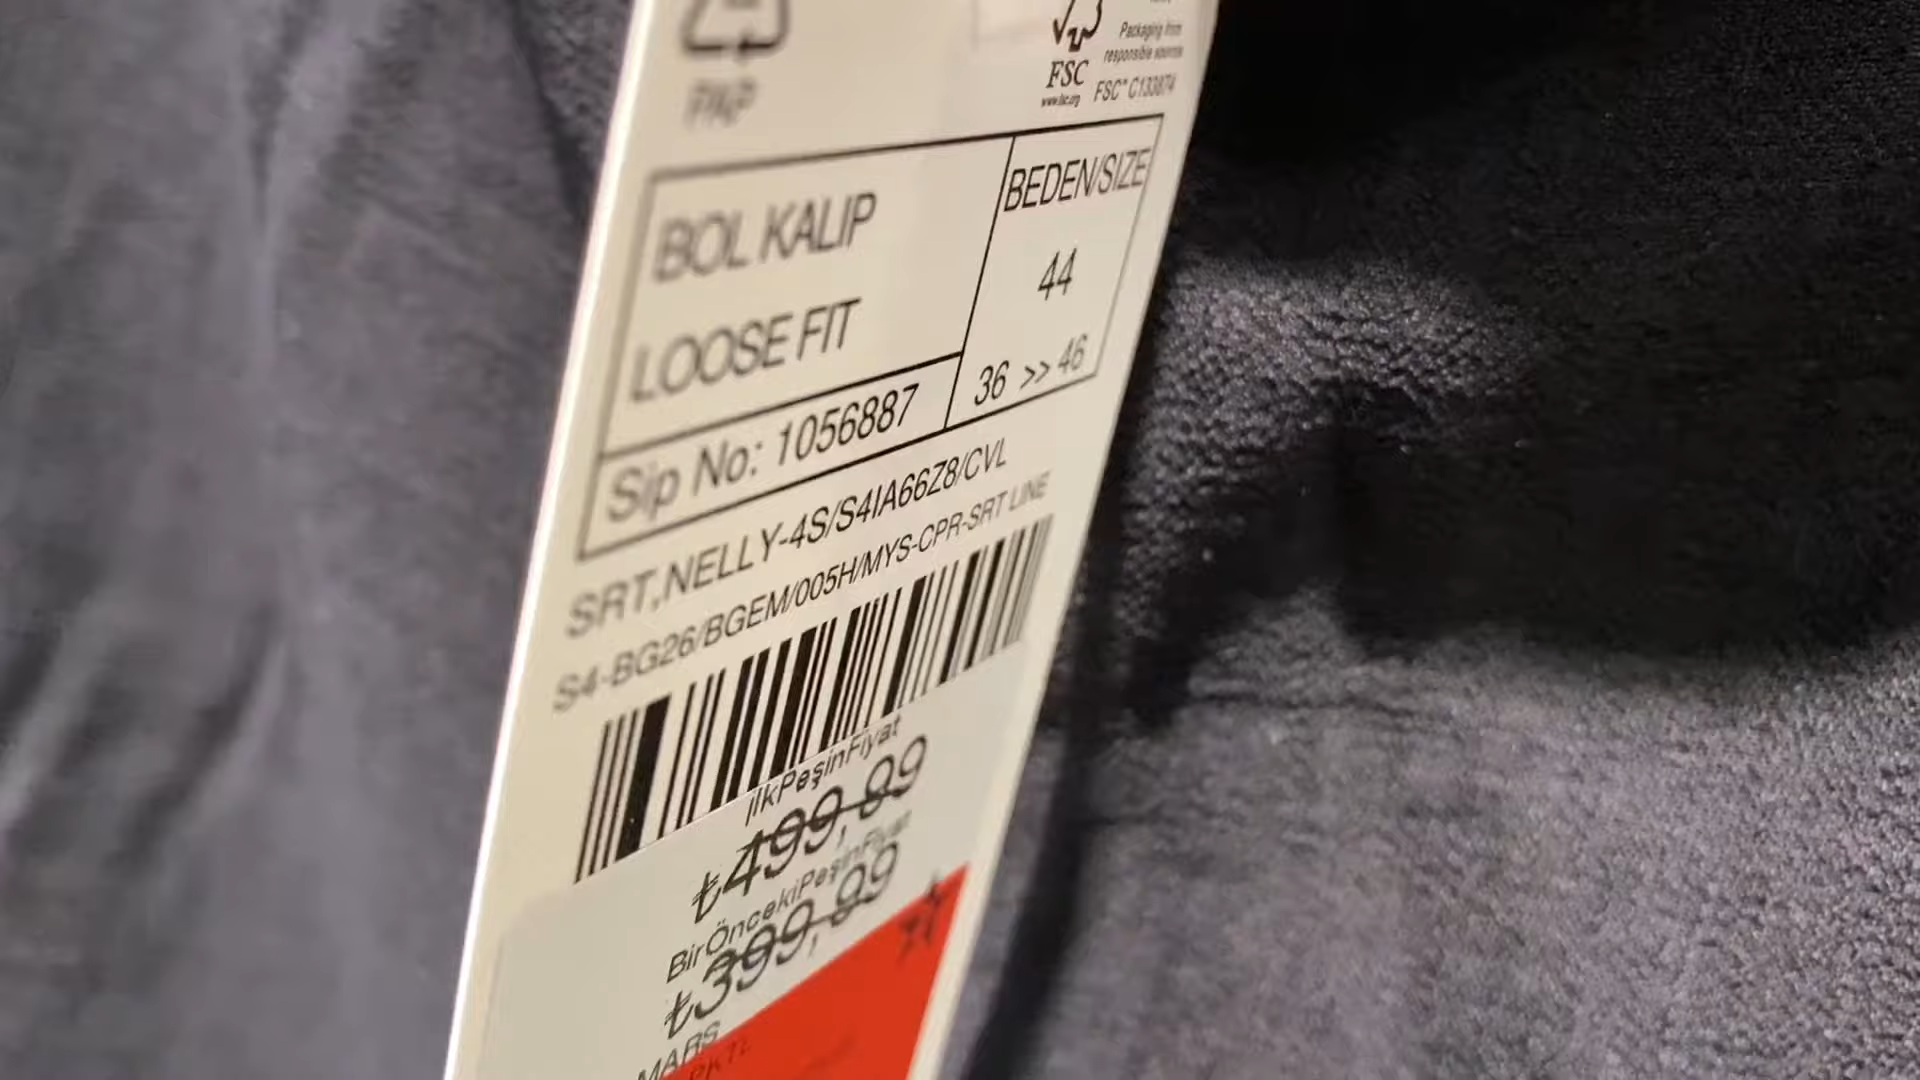 PAP
Packaging from
responsible source
FSC
www.fsc.org
FSC® C133874
BOL KALIP
LOOSE FIT
BEDEN/SIZE
44
36 >> 46
Sip No: 1056887
SRT,NELLY-4S/S4IA66Z8/CVL
S4-BG26/BGEM/005H/MYS-CPR-SRT LINE
İlkPeşinFiyat
₺499,99
BirÖncekiPeşinFiyat
₺399,99
MARS